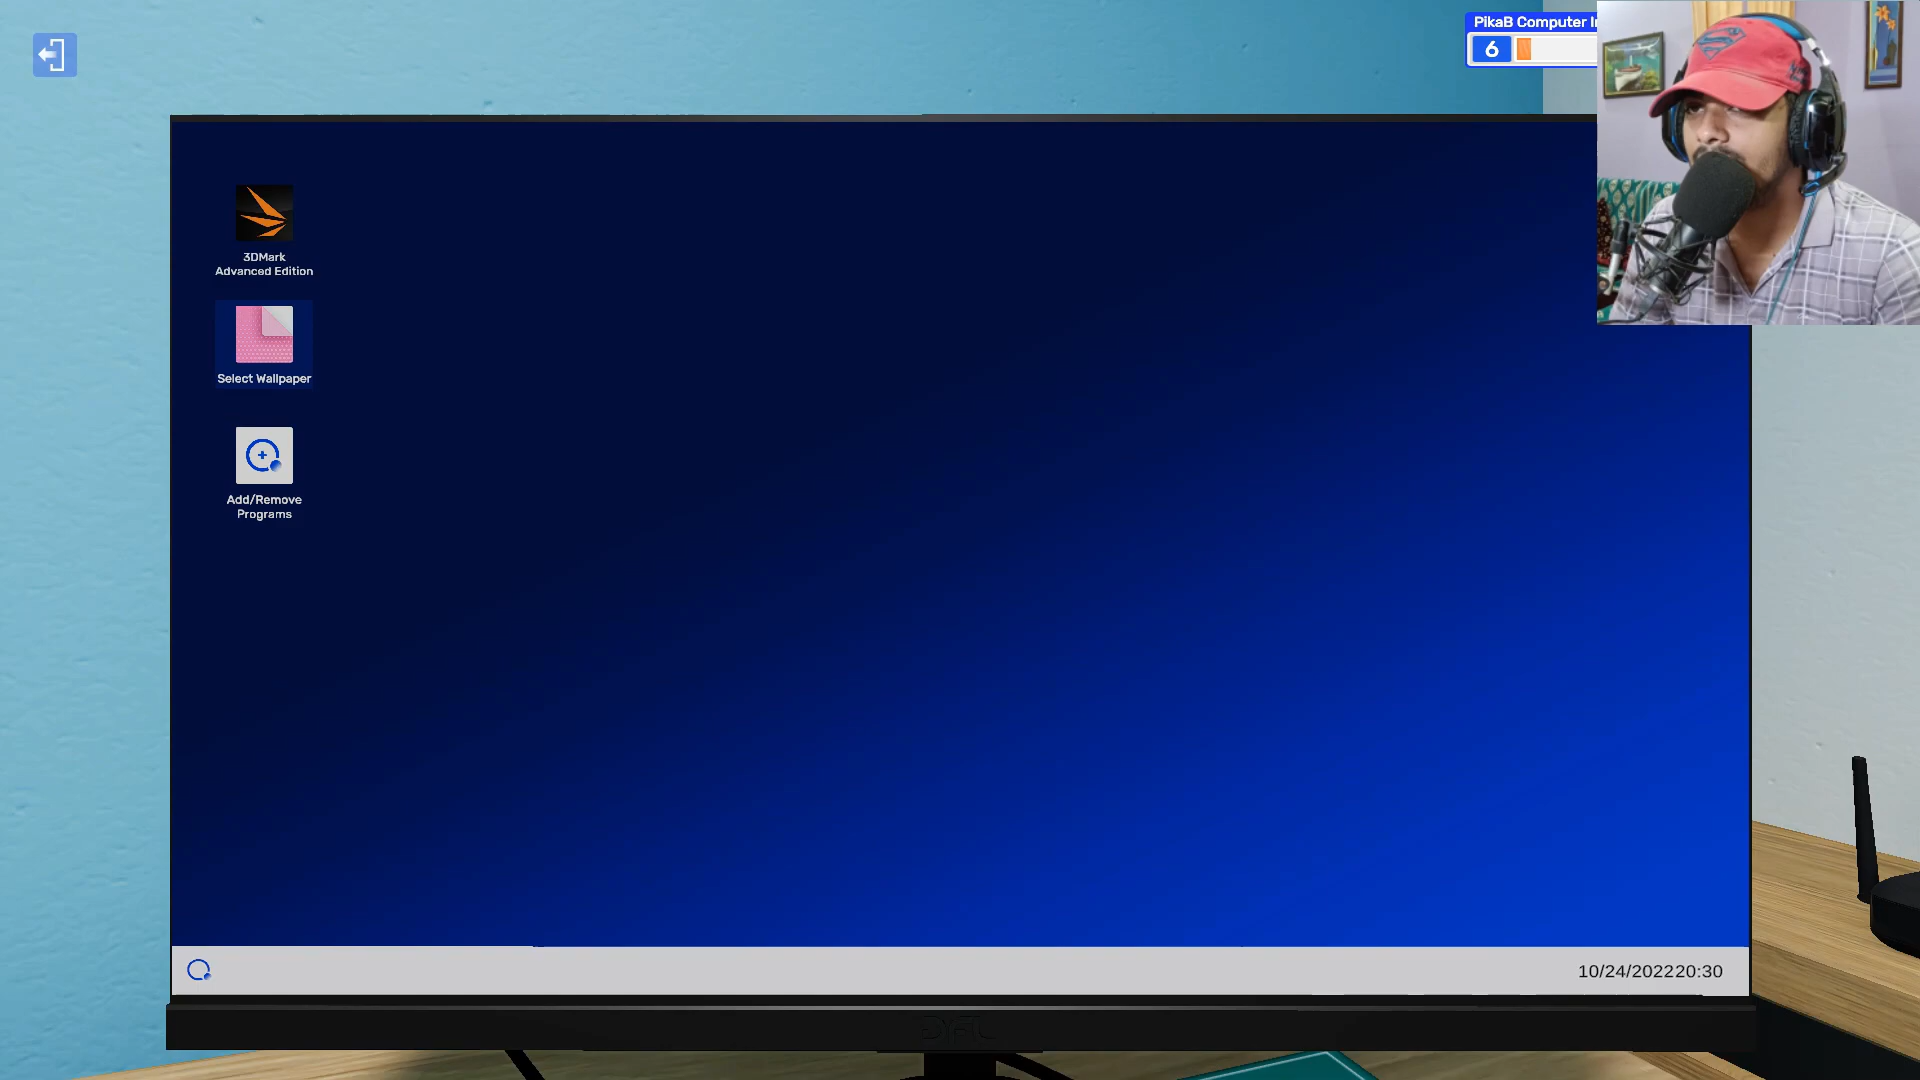 PikaB Computer
6
3DMark
Advanced Edition
Select Wallpaper
Add/Remove
Programs
10/24/202220:30